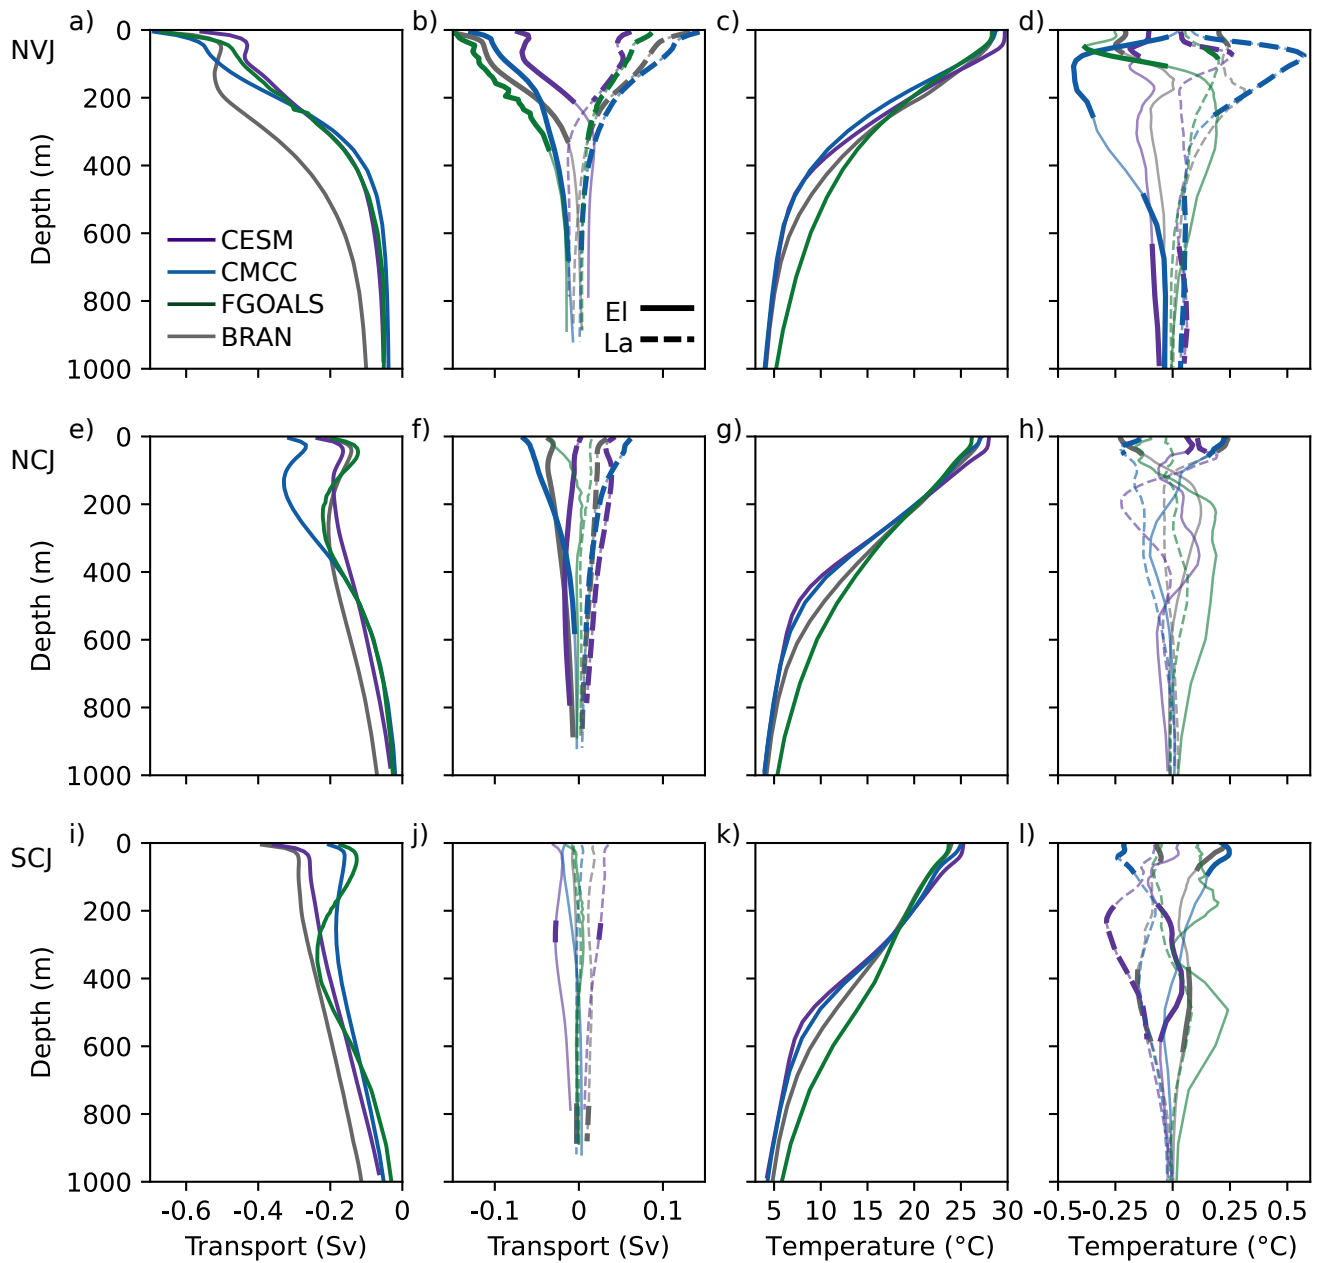 a) b) c) d)
NVJ
Depth (m)
0
200
400
600
800
1000
CESM
CMCC
FGOALS
BRAN
El
La
e) f) g) h)
NCJ
Depth (m)
0
200
400
600
800
1000
i) j) k) l)
SCJ
Depth (m)
0
200
400
600
800
1000
-0.6 -0.4 -0.2 0
-0.1 0 0.1
5 10 15 20 25 30
-0.5 -0.25 0 0.25
Transport (Sv) Transport (Sv) Temperature (°C) Temperature (°C)